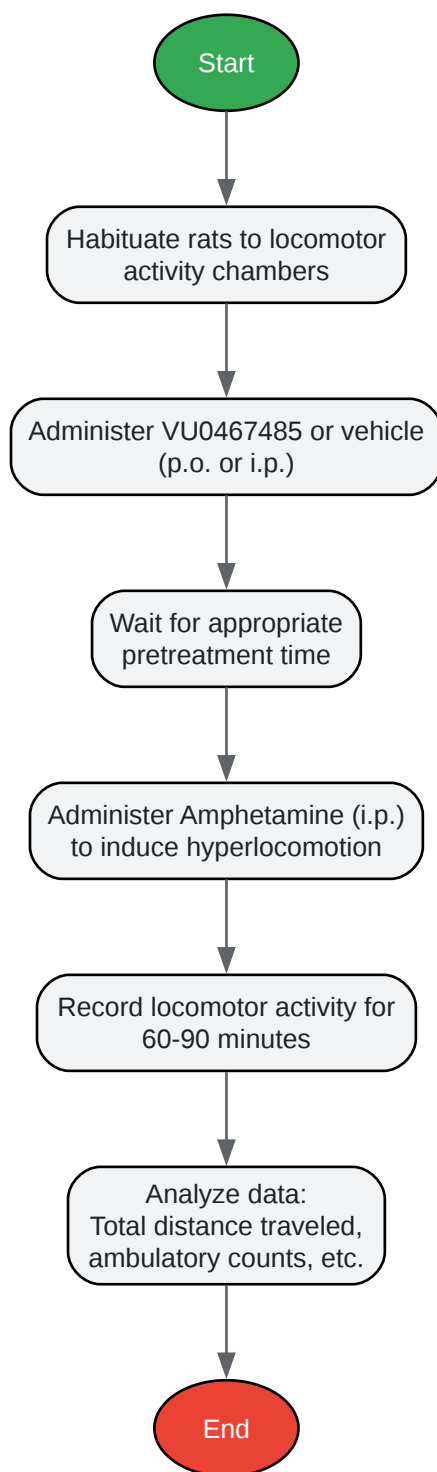 Start
Habituate rats to locomotor
activity chambers
Administer VU0467485 or vehicle
(p.o. or i.p.)
Wait for appropriate
pretreatment time
Administer Amphetamine (i.p.)
to induce hyperlocomotion
Record locomotor activity for
60-90 minutes
Analyze data:
Total distance traveled,
ambulatory counts, etc.
End